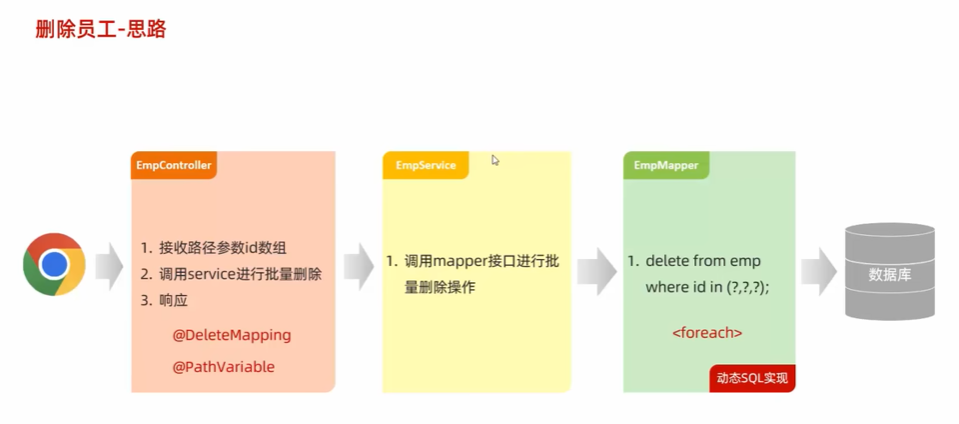 删除员工-思路
EmpController
1. 接收路径参数id数组
2. 调用service进行批量删除
3. 响应
@DeleteMapping
@PathVariable
EmpService
1. 调用mapper接口进行批
量删除操作
EmpMapper
1. delete from emp
where id in (?,?,?);
<foreach>
动态SQL实现
数据库